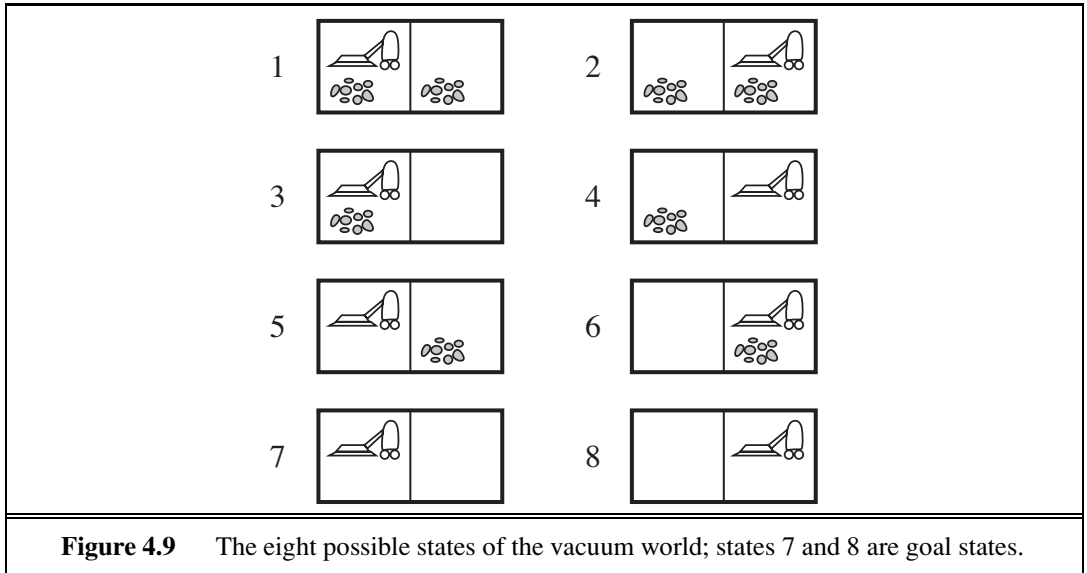 1 2
3 4
5 6
7 8
Figure 4.9 The eight possible states of the vacuum world; states 7 and 8 are goal states.